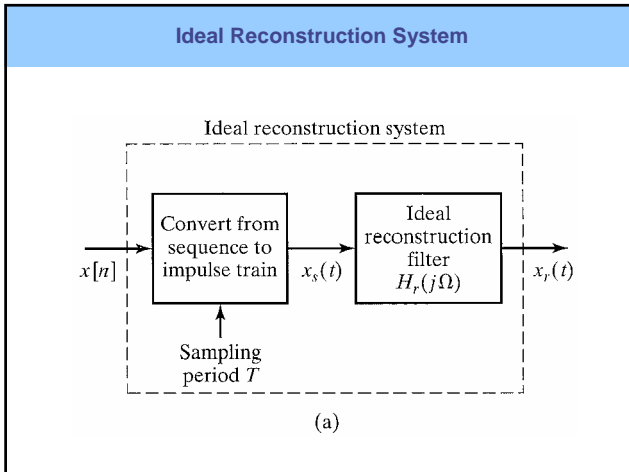 Ideal Reconstruction System
Ideal reconstruction system
Convert from
sequence to
impulse train
Ideal
reconstruction
filter
H_r(jΩ)
x[n]
x_s(t)
x_r(t)
Sampling
period T
(a)